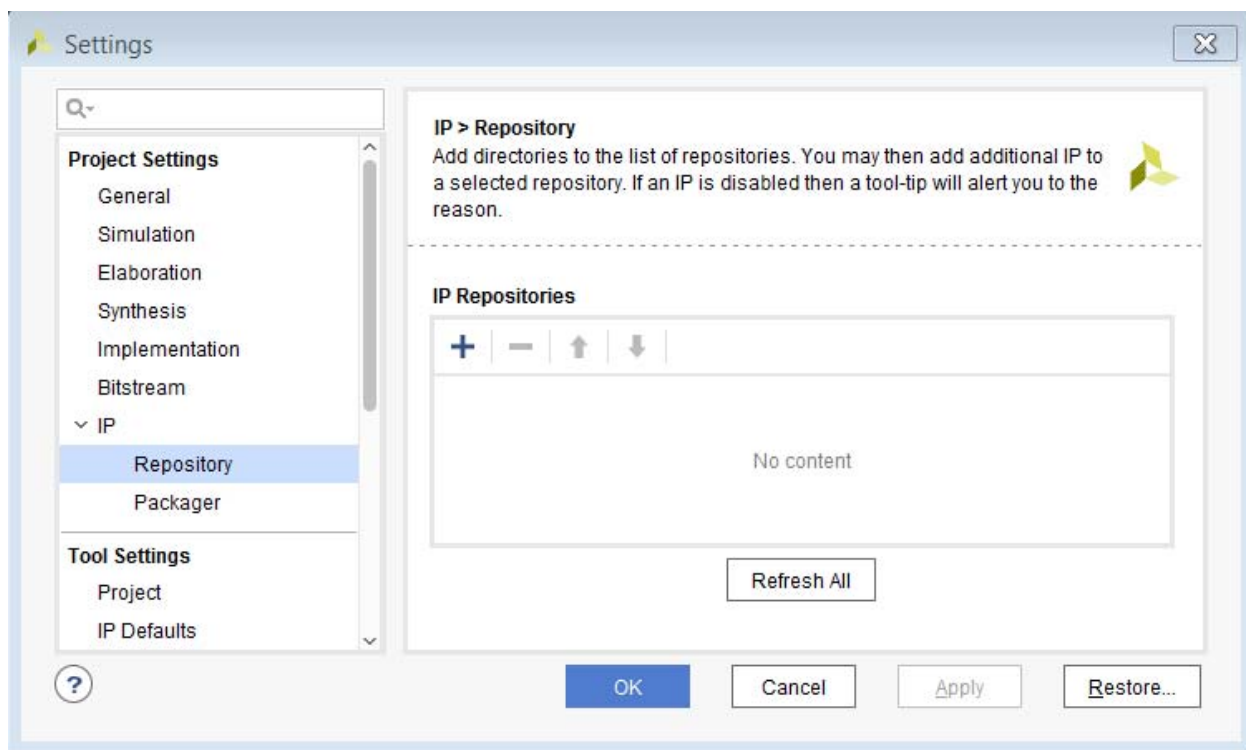 Settings
Project Settings
General
Simulation
Elaboration
Synthesis
Implementation
Bitstream
IP
Repository
Packager
Tool Settings
Project
IP Defaults
IP > Repository
Add directories to the list of repositories. You may then add additional IP to
a selected repository. If an IP is disabled then a tool-tip will alert you to the
reason.
IP Repositories
No content
Refresh All
?
OK
Cancel
Apply
Restore...